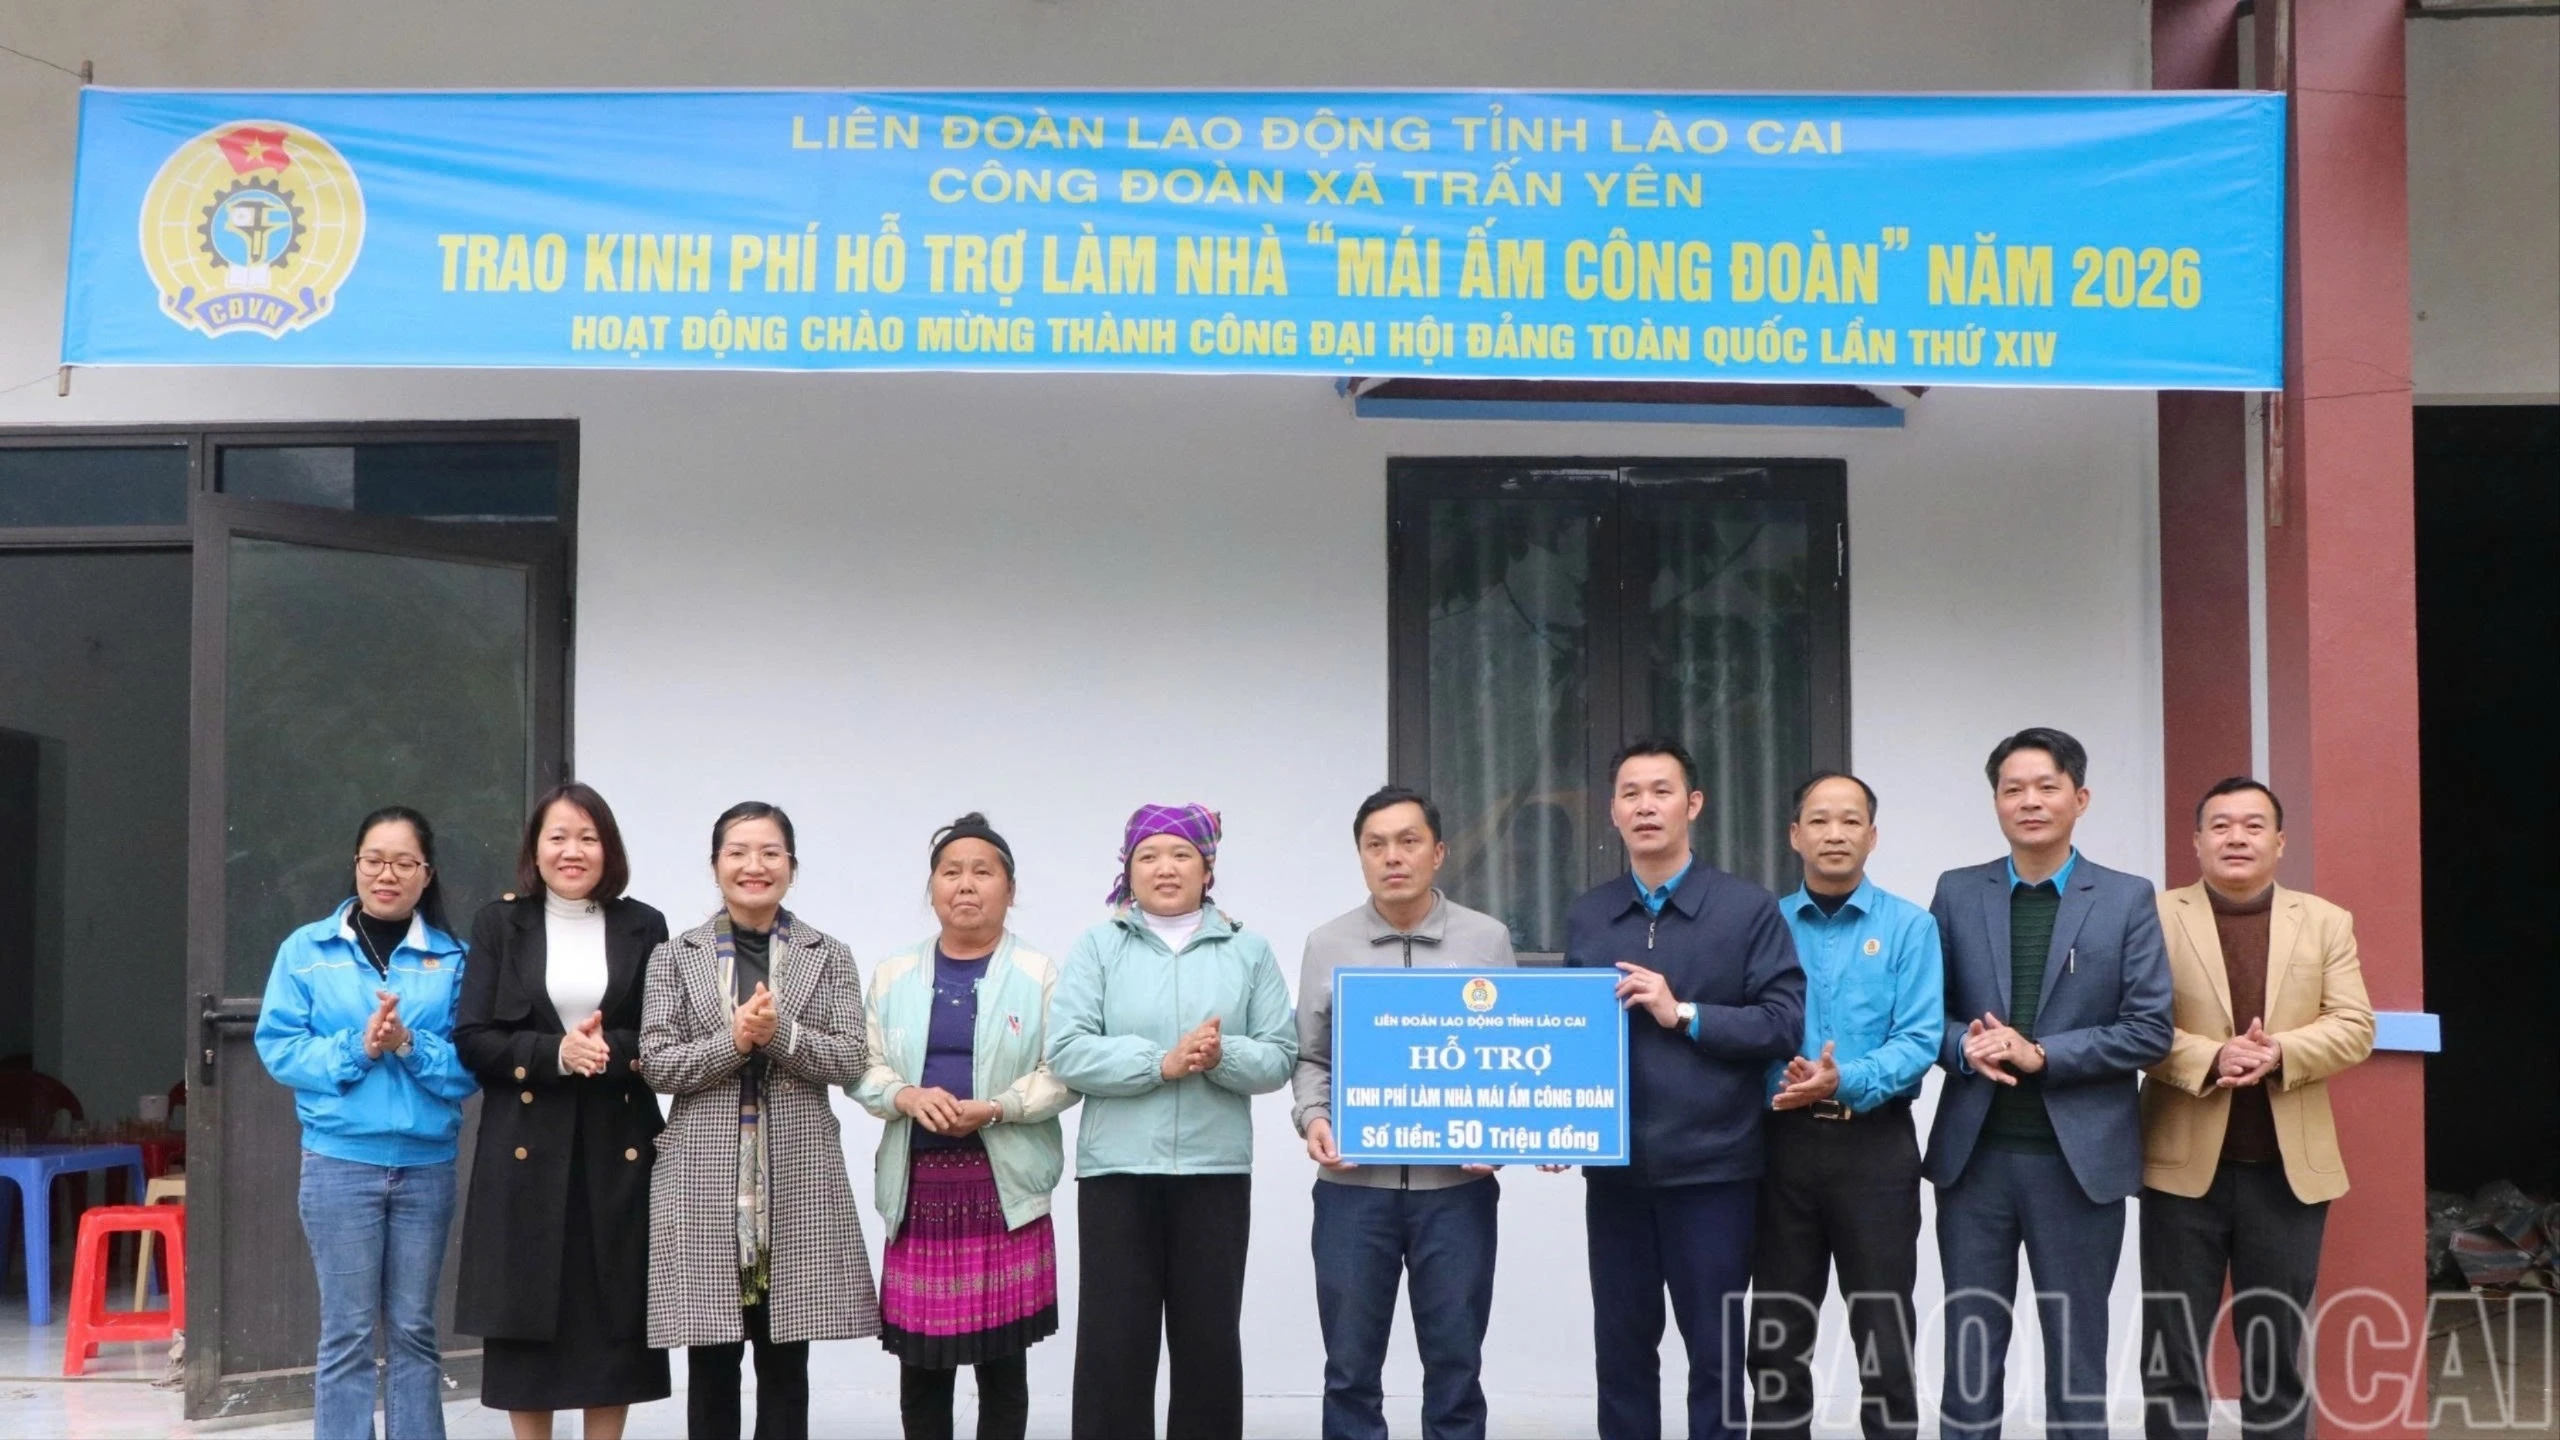 LIÊN ĐOÀN LAO ĐỘNG TỈNH LÀO CAI
CÔNG ĐOÀN XÃ TRẤN YÊN
TRAO KINH PHÍ HỖ TRỢ LÀM NHÀ “MÁI ẤM CÔNG ĐOÀN” NĂM 2026
HOẠT ĐỘNG CHÀO MỪNG THÀNH CÔNG ĐẠI HỘI ĐẢNG TOÀN QUỐC LẦN THỨ XIV
CĐVN
LIÊN ĐOÀN LAO ĐỘNG TỈNH LÀO CAI
HỖ TRỢ
KINH PHÍ LÀM NHÀ MÁI ẤM CÔNG ĐOÀN
Số tiền: 50 Triệu đồng
BAOLAOCAI